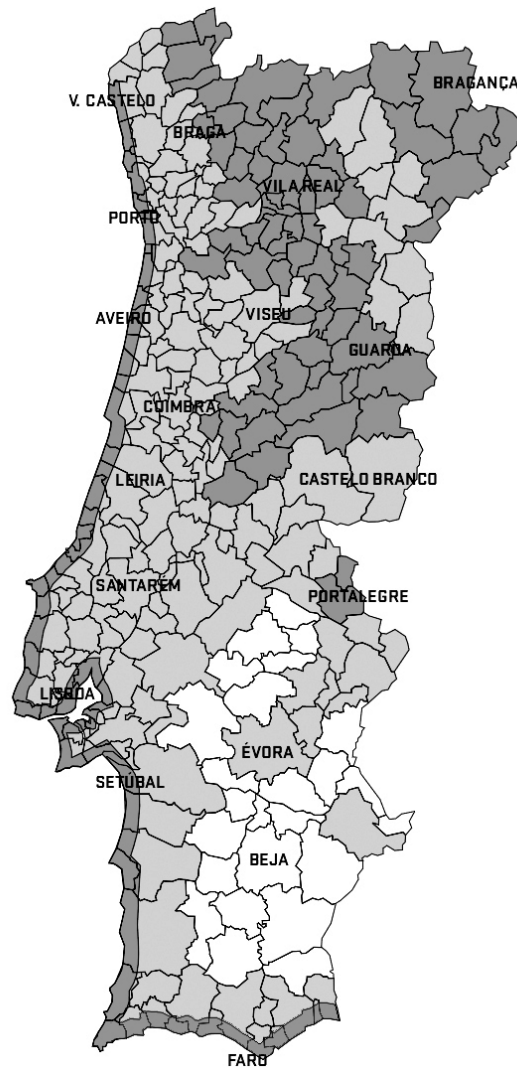 BRAGANÇA
V. CASTELO
BRAGA
VILA REAL
PORTO
VISEU
AVEIRO
GUARDA
COIMBRA
LEIRIA
CASTELO BRANCO
SANTARÉM
PORTALEGRE
LISBOA
ÉVORA
SETÚBAL
BEJA
FARO